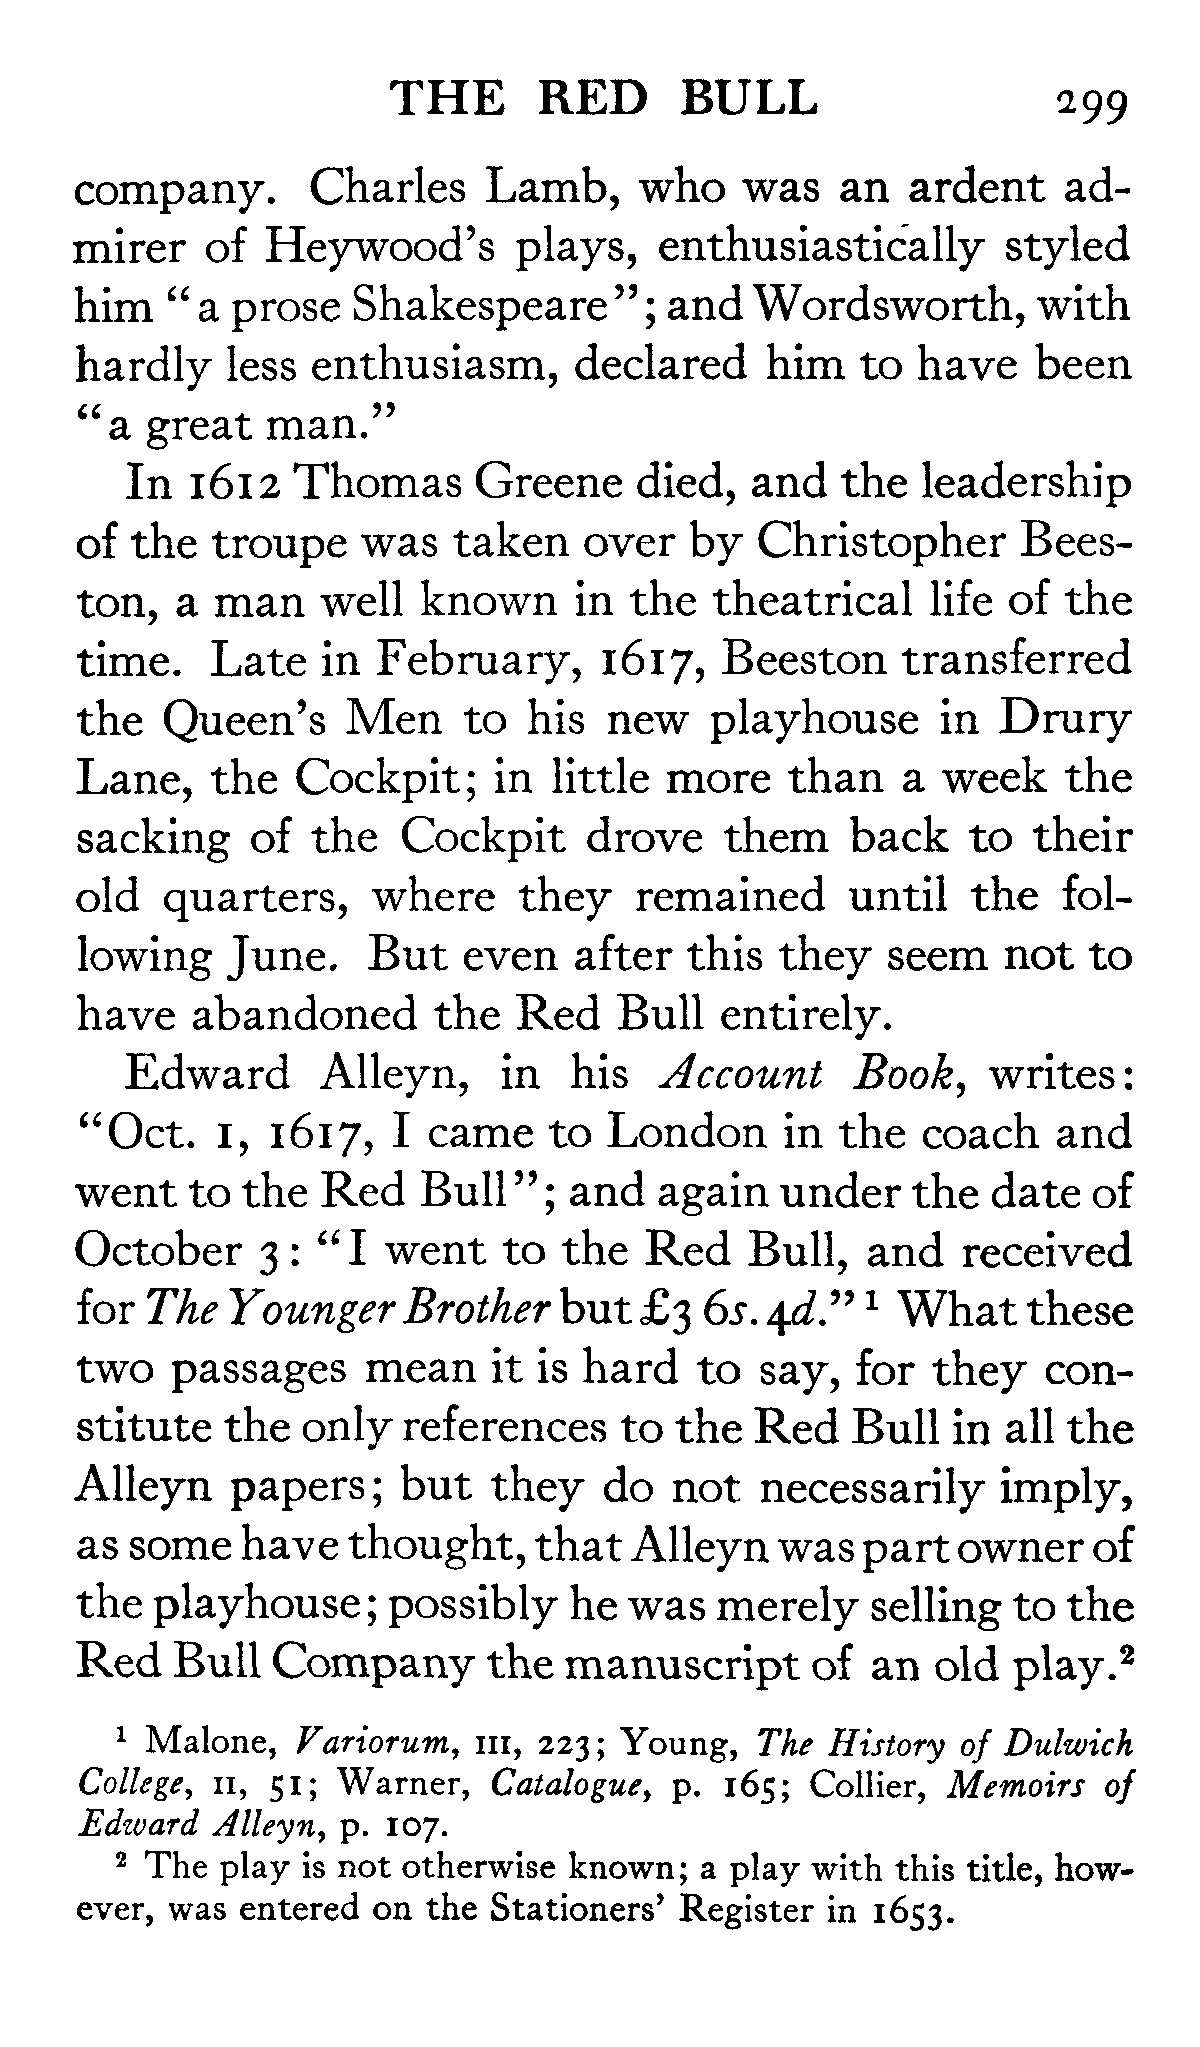 THE RED BULL 299
company. Charles Lamb, who was an ardent ad-
mirer of Heywood's plays, enthusiastically styled
him "a prose Shakespeare"; and Wordsworth, with
hardly less enthusiasm, declared him to have been
"a great man."
In 1612 Thomas Greene died, and the leadership
of the troupe was taken over by Christopher Bees-
ton, a man well known in the theatrical life of the
time. Late in February, 1617, Beeston transferred
the Queen's Men to his new playhouse in Drury
Lane, the Cockpit; in little more than a week the
sacking of the Cockpit drove them back to their
old quarters, where they remained until the fol-
lowing June. But even after this they seem not to
have abandoned the Red Bull entirely.
Edward Alleyn, in his Account Book, writes:
"Oct. 1, 1617, I came to London in the coach and
went to the Red Bull"; and again under the date of
October 3: "I went to the Red Bull, and received
for The Younger Brother but £3 6s. 4d." ¹ What these
two passages mean it is hard to say, for they con-
stitute the only references to the Red Bull in all the
Alleyn papers; but they do not necessarily imply,
as some have thought, that Alleyn was part owner of
the playhouse; possibly he was merely selling to the
Red Bull Company the manuscript of an old play.²
¹ Malone, Variorum, III, 223; Young, The History of Dulwich
College, II, 51; Warner, Catalogue, p. 165; Collier, Memoirs of
Edward Alleyn, p. 107.
² The play is not otherwise known; a play with this title, how-
ever, was entered on the Stationers' Register in 1653.